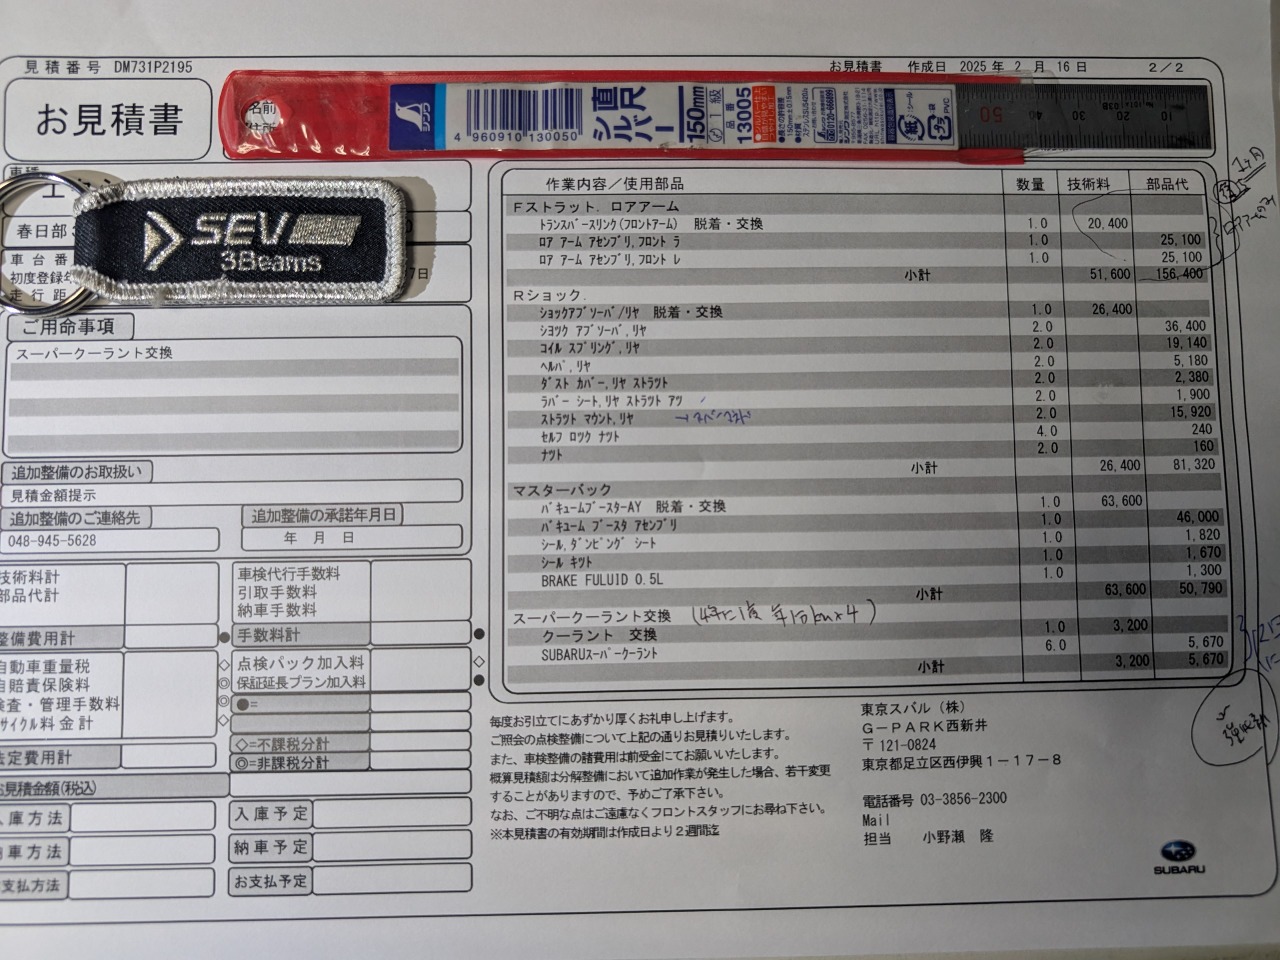 見積番号 DM731P2195
お見積書 作成日 2025年 2月 16日 2／2
お見積書
名前
シンワ
4 960910 130050
直尺
シルバー
150mm
1級
品番
13005
50 40 30 20 10
SEV
3Beams
春日部
車台番
初度登録年
7日
走行距
ご用命事項
スーパークーラント交換
追加整備のお取扱い
見積金額提示
追加整備のご連絡先
048-945-5628
追加整備の承諾年月日
年 月 日
技術料計
部品代計
整備費用計
自動車重量税
自賠責保険料
検査・管理手数料
サイクル料金計
法定費用計
お見積金額(税込)
入庫方法
納車方法
支払方法
車検代行手数料
引取手数料
納車手数料
手数料計
点検パック加入料
保証延長プラン加入料
●=
◇=不課税分計
◎=非課税分計
入庫予定
納車予定
お支払予定
作業内容／使用部品 数量 技術料 部品代
Ｆストラット．ロアアーム
トランスバースリンク(フロントアーム) 脱着・交換 1.0 20,400
ロア アーム アセンブリ,フロント ラ 1.0 25,100
ロア アーム アセンブリ,フロント レ 1.0 25,100
小計 51,600 156,400
Ｒショック．
ショックアブソーバ/リヤ 脱着・交換 1.0 26,400
シヨツク アブソーバ,リヤ 2.0 36,400
コイル スプリング,リヤ 2.0 19,140
ヘルパ,リヤ 2.0 5,180
ダスト カバー,リヤ ストラツト 2.0 2,380
ラバー シート,リヤ ストラツト アツ 2.0 1,900
ストラツト マウント,リヤ 2.0 15,920
セルフ ロツク ナツト 4.0 240
ナツト 2.0 160
小計 26,400 81,320
マスターバック
バキュームブースターAY 脱着・交換 1.0 63,600
バキューム ブースタ アセンブリ 1.0 46,000
シール,ダンピング シート 1.0 1,820
シール キツト 1.0 1,670
BRAKE FULUID 0.5L 1.0 1,300
小計 63,600 50,790
スーパークーラント交換 (4年に1度 年1万km×4)
クーラント 交換 1.0 3,200
SUBARUスーパークーラント 6.0 5,670
小計 3,200 5,670
毎度お引立てにあずかり厚くお礼申し上げます。
ご照会の点検整備について上記の通りお見積りいたします。
また、車検整備の諸費用は前受金にてお願いいたします。
概算見積額は分解整備において追加作業が発生した場合、若干変更
することがありますので、予めご了承下さい。
なお、ご不明な点はご遠慮なくフロントスタッフにお尋ね下さい。
※本見積書の有効期間は作成日より２週間迄
東京スバル（株）
Ｇ－ＰＡＲＫ西新井
〒121-0824
東京都足立区西伊興１－１７－８
電話番号 03-3856-2300
Mail
担当 小野瀬 隆
SUBARU